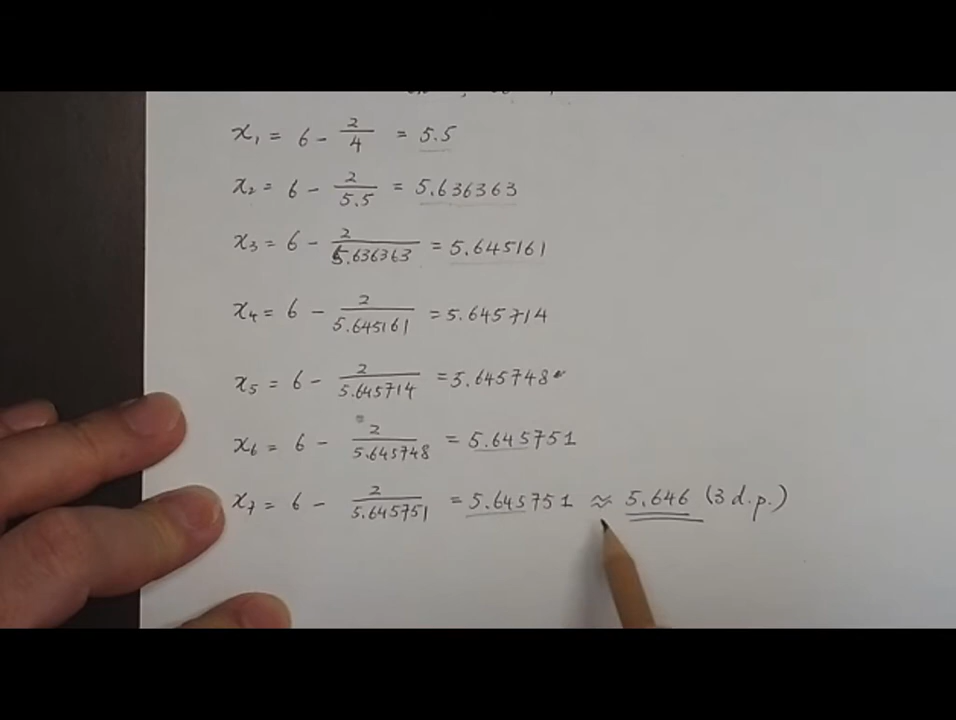 x₁ = 6 - 2/4 = 5.5
x₂ = 6 - 2/5.5 = 5.636363
x₃ = 6 - 2/5.636363 = 5.645161
x₄ = 6 - 2/5.645161 = 5.645714
x₅ = 6 - 2/5.645714 = 5.645748
x₆ = 6 - 2/5.645748 = 5.645751
x₇ = 6 - 2/5.645751 = 5.645751 ≈ 5.646 (3 d.p.)